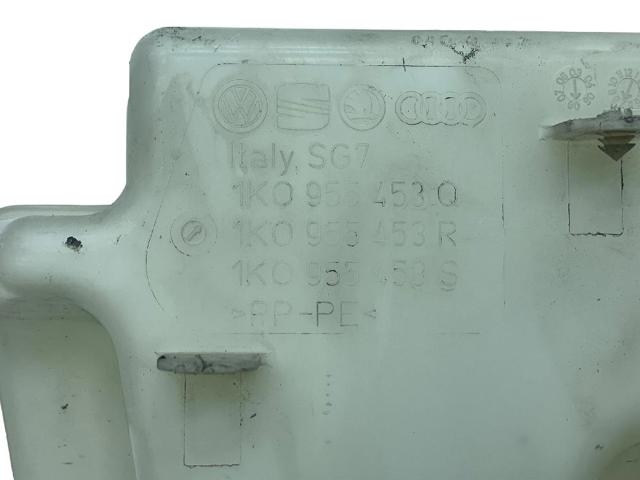 Italy SG7
1K0 955 453 Q
1K0 955 453 R
1K0 955 453 S
>PP-PE<